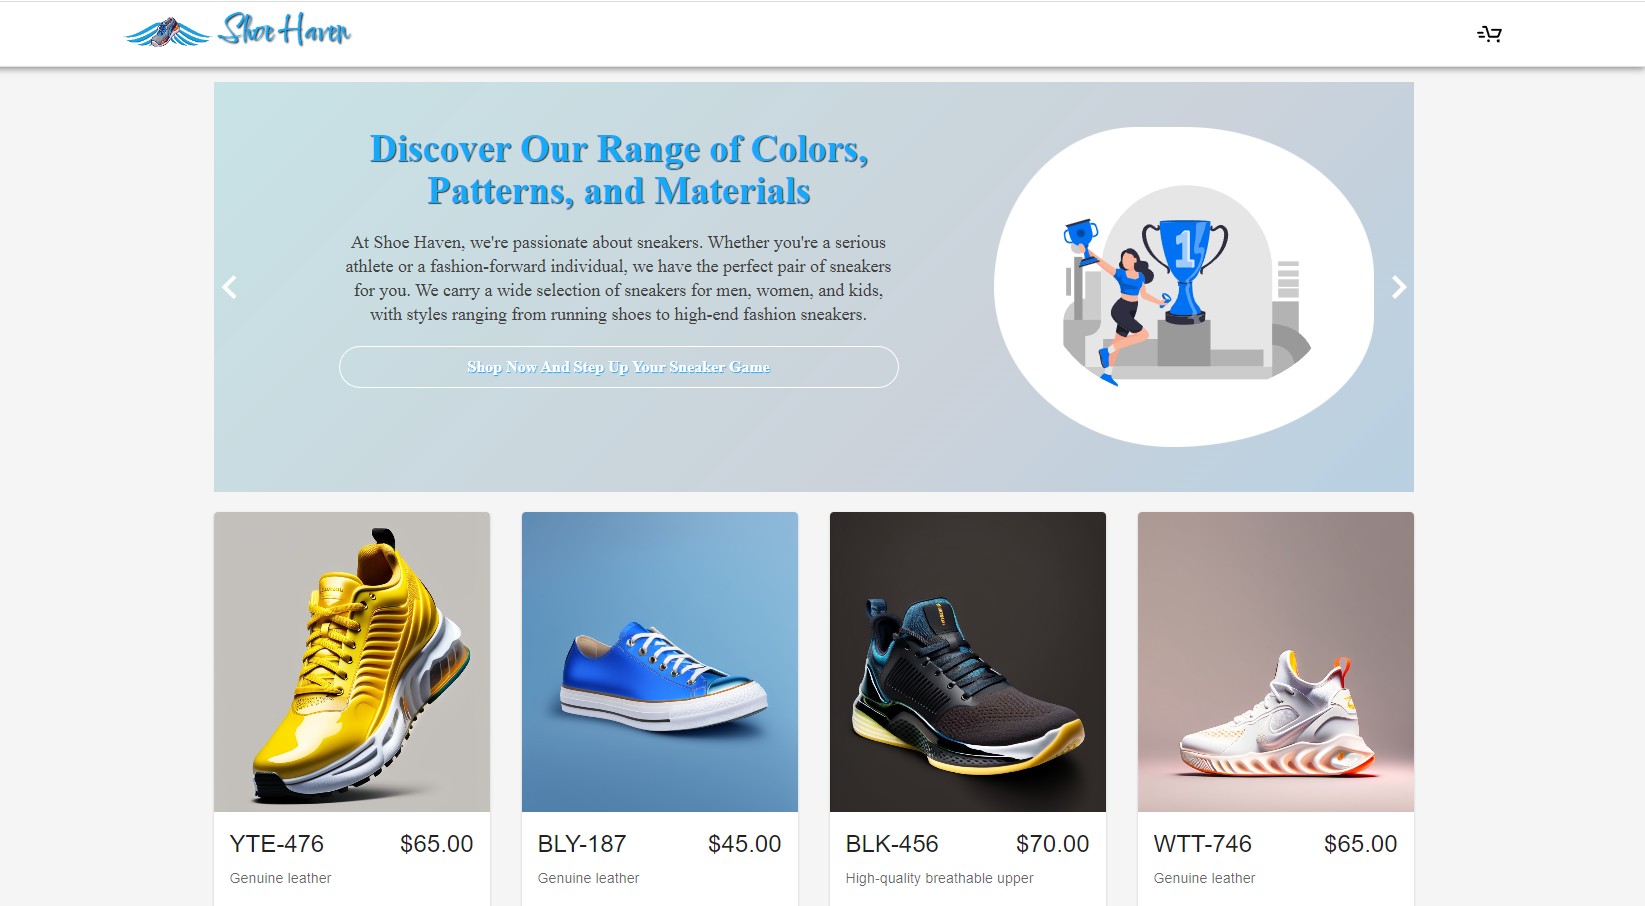 Shoe Haven
Discover Our Range of Colors,
Patterns, and Materials
At Shoe Haven, we're passionate about sneakers. Whether you're a serious
athlete or a fashion-forward individual, we have the perfect pair of sneakers
for you. We carry a wide selection of sneakers for men, women, and kids,
with styles ranging from running shoes to high-end fashion sneakers.
1
Shop Now And Step Up Your Sneaker Game
YTE-476 $65.00
Genuine leather
BLY-187 $45.00
Genuine leather
BLK-456 $70.00
High-quality breathable upper
WTT-746 $65.00
Genuine leather